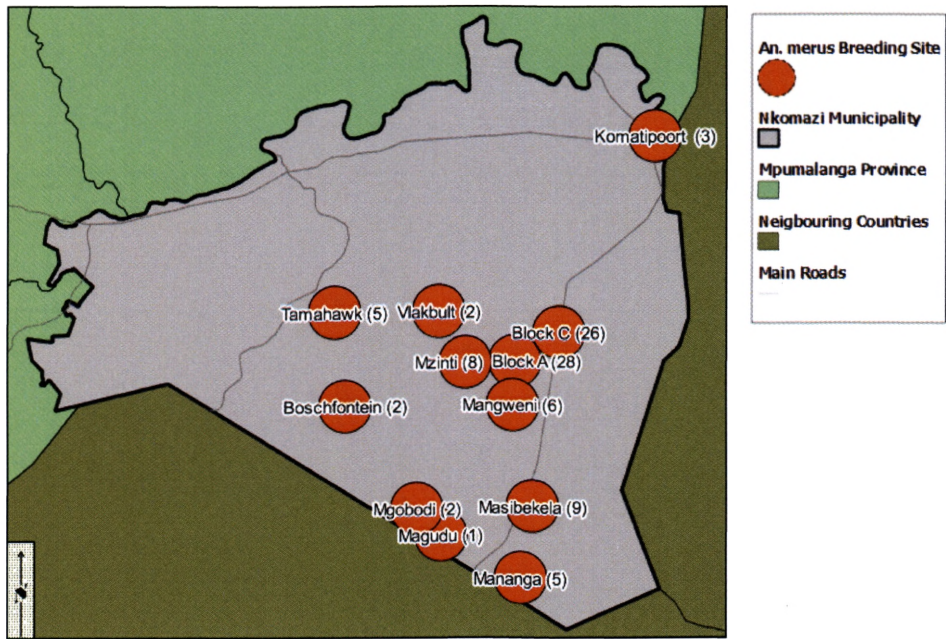 Komatipoort (3)
Tamahawk (5)
Vlakbult (2)
Block C (26)
Mzinti (8)
Block A (28)
Boschfontein (2)
Mangweni (6)
Mgobodi (2)
Masibekela (9)
Magudu (1)
Mananga (5)
An. merus Breeding Site
Nkomazi Municipality
Mpumalanga Province
Neigbouring Countries
Main Roads